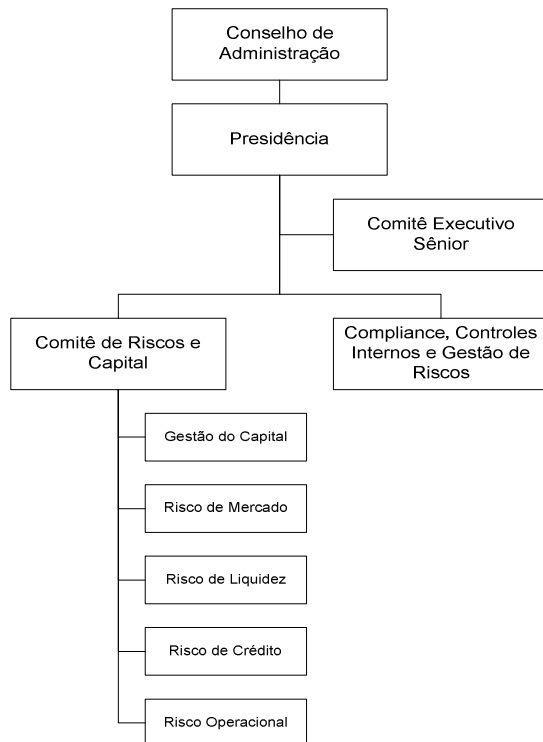 Conselho de
Administração
Presidência
Comitê Executivo
Sênior
Comitê de Riscos e
Capital
Compliance, Controles
Internos e Gestão de
Riscos
Gestão do Capital
Risco de Mercado
Risco de Liquidez
Risco de Crédito
Risco Operacional